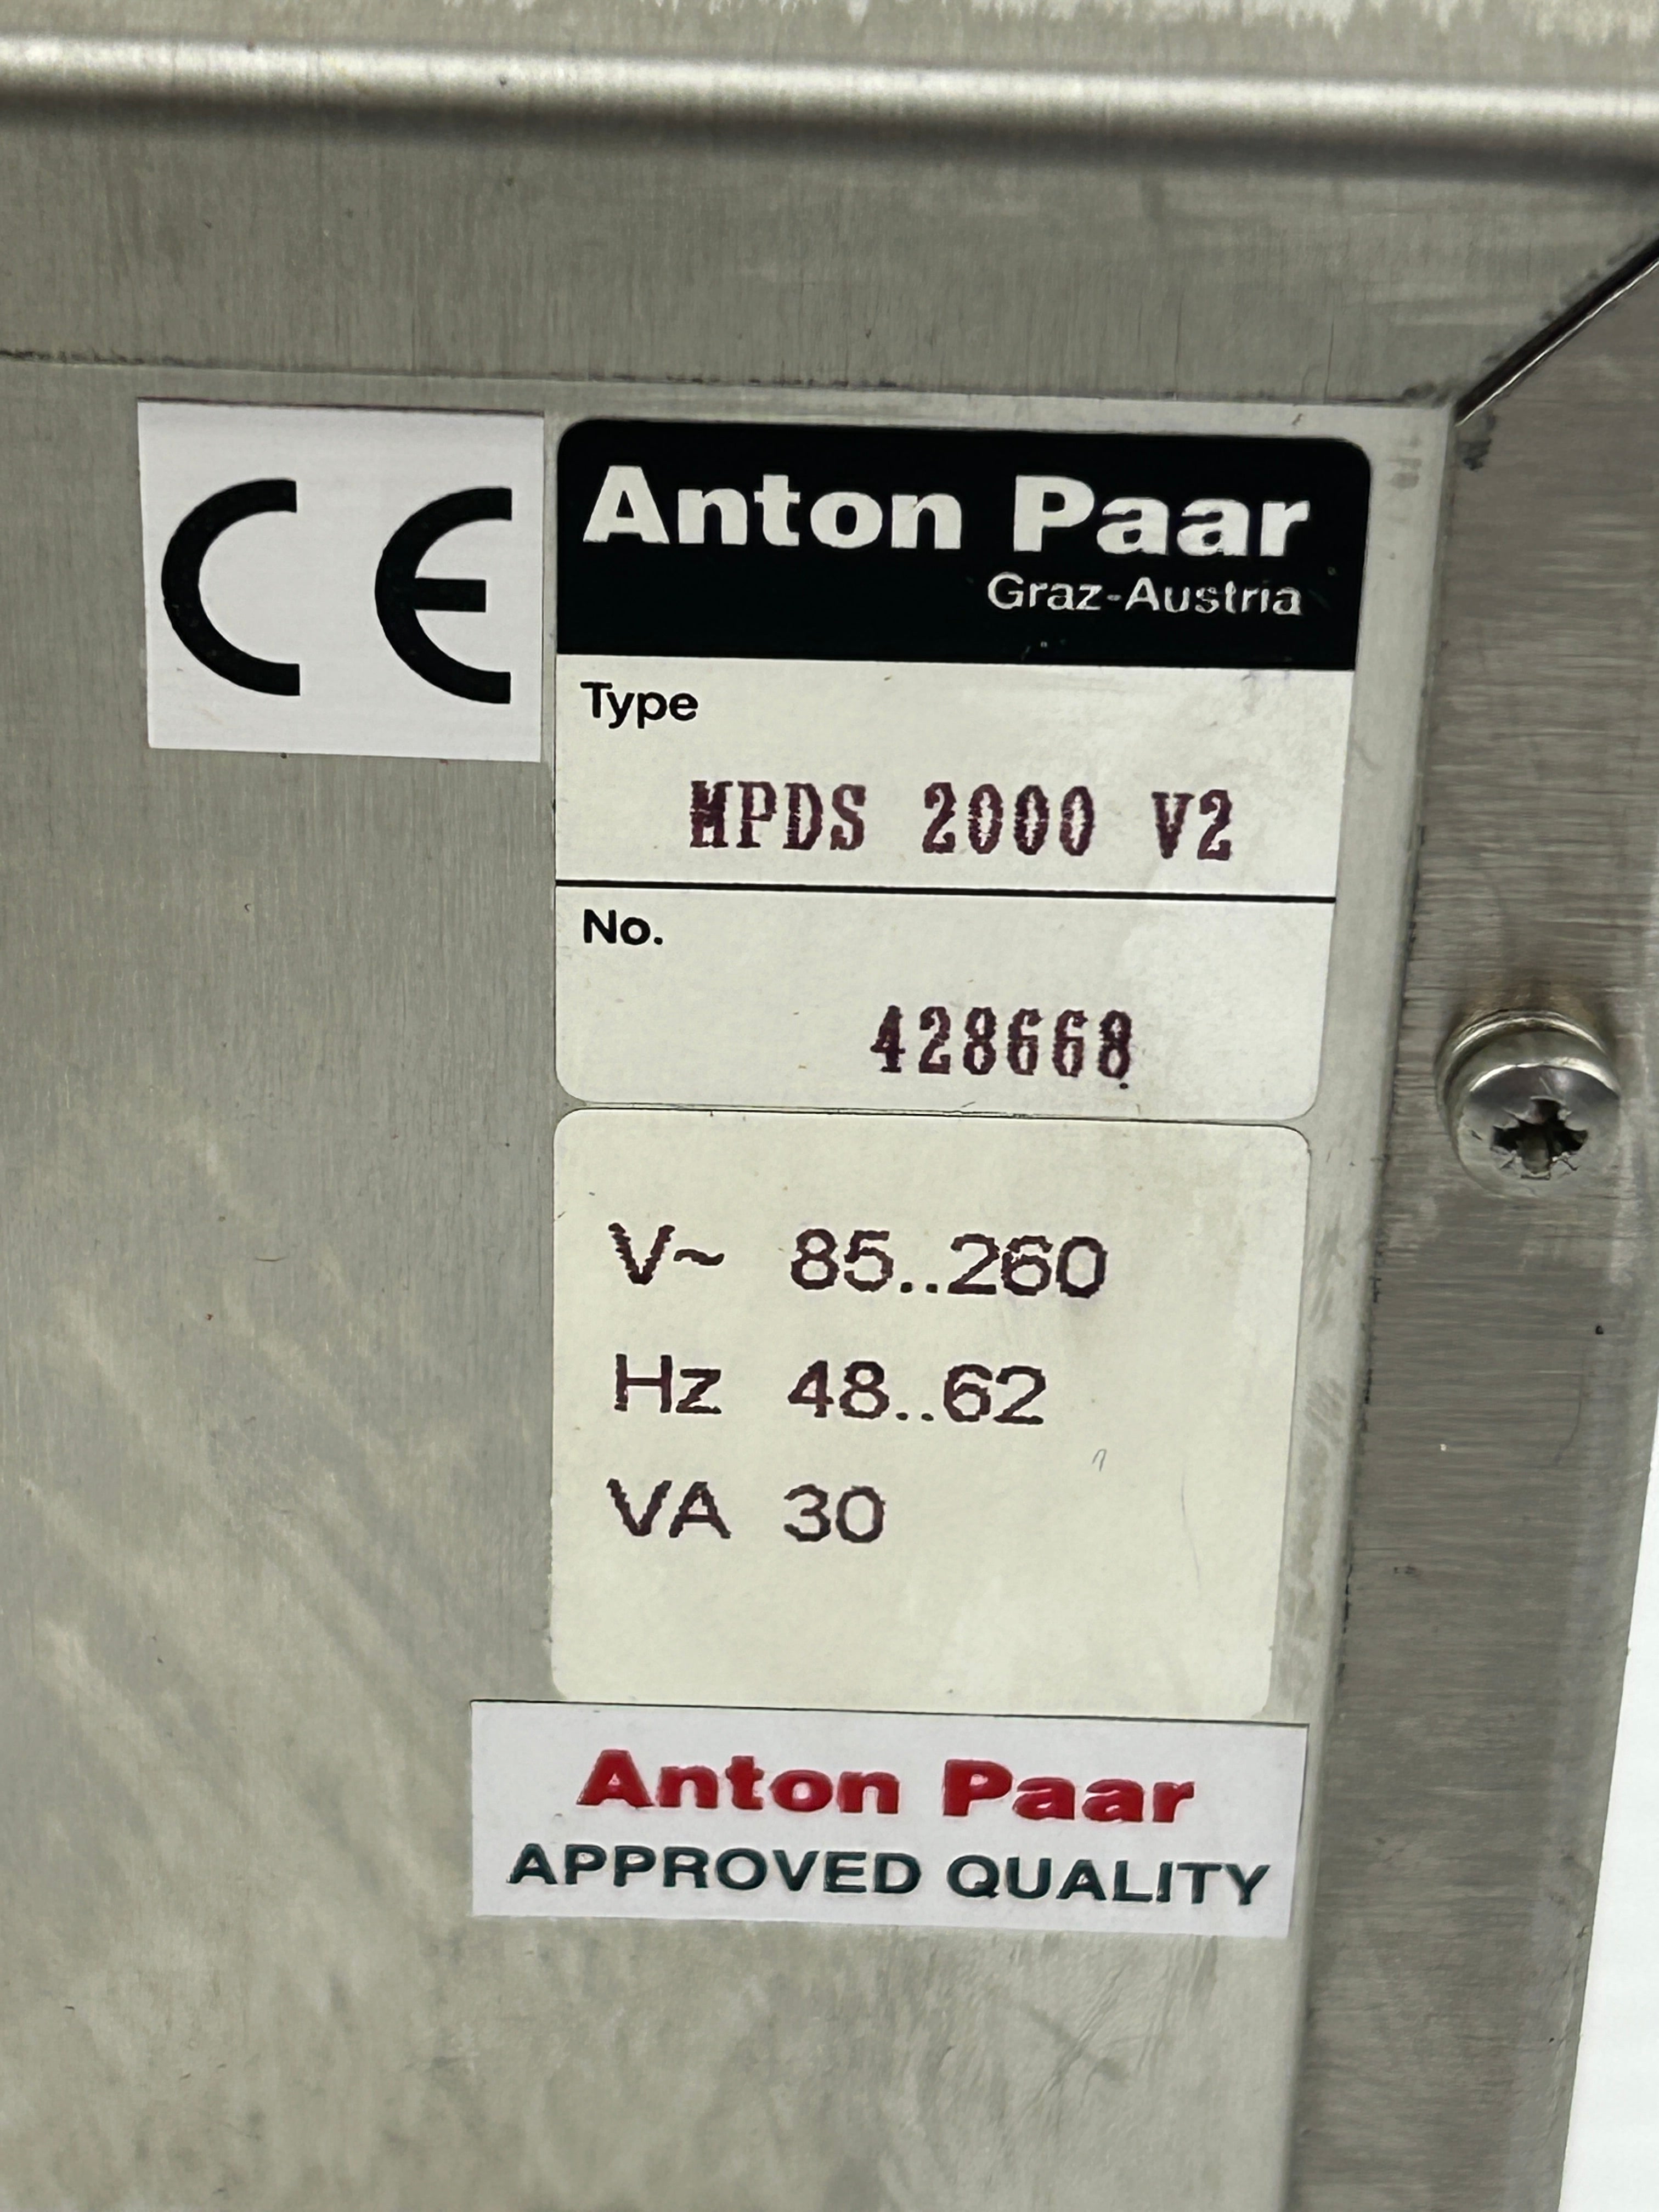 CE
Anton Paar
Graz-Austria
Type
MPDS 2000 V2
No.
428668
V~ 85..260
Hz 48..62
VA 30
Anton Paar
APPROVED QUALITY